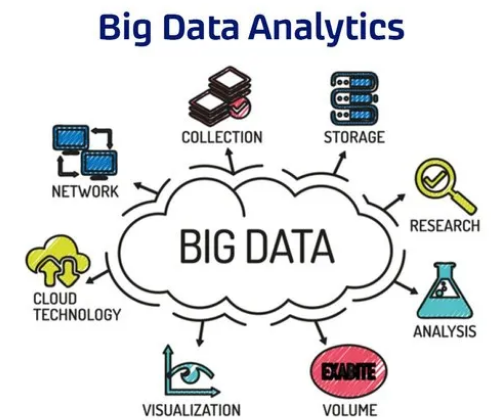 Big Data Analytics
COLLECTION
STORAGE
NETWORK
RESEARCH
BIG DATA
CLOUD
TECHNOLOGY
ANALYSIS
EXABITE
VISUALIZATION
VOLUME